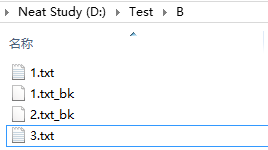 Neat Study (D:) Test B
名称
1.txt
1.txt_bk
2.txt_bk
3.txt